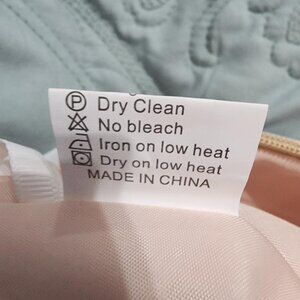 Ⓟ Dry Clean
No bleach
Iron on low heat
Dry on low heat
MADE IN CHINA